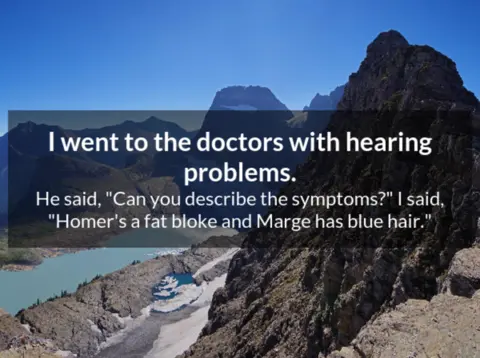 I went to the doctors with hearing
problems.
He said, "Can you describe the symptoms?" I said,
"Homer's a fat bloke and Marge has blue hair."